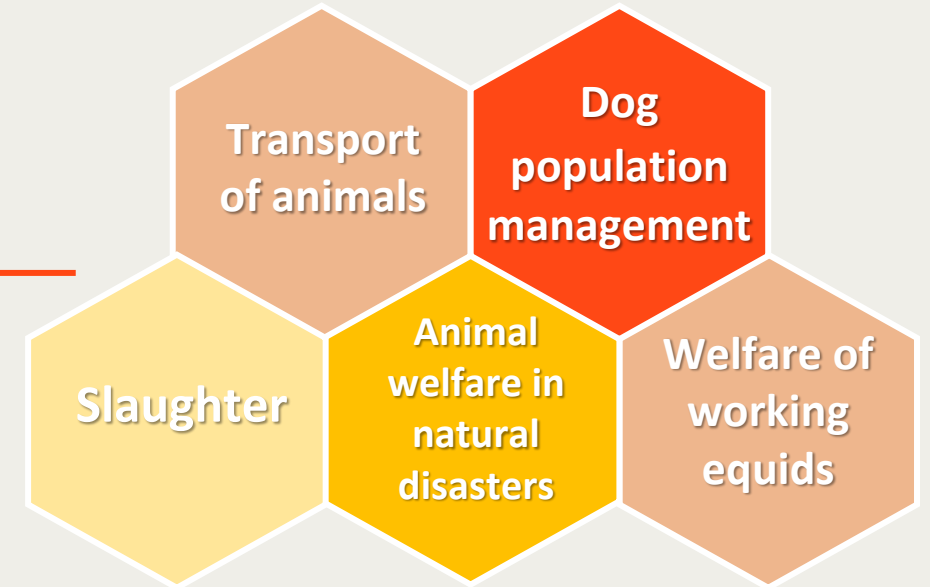 Transport
of animals
Dog
population
management
Slaughter
Animal
welfare in
natural
disasters
Welfare of
working
equids